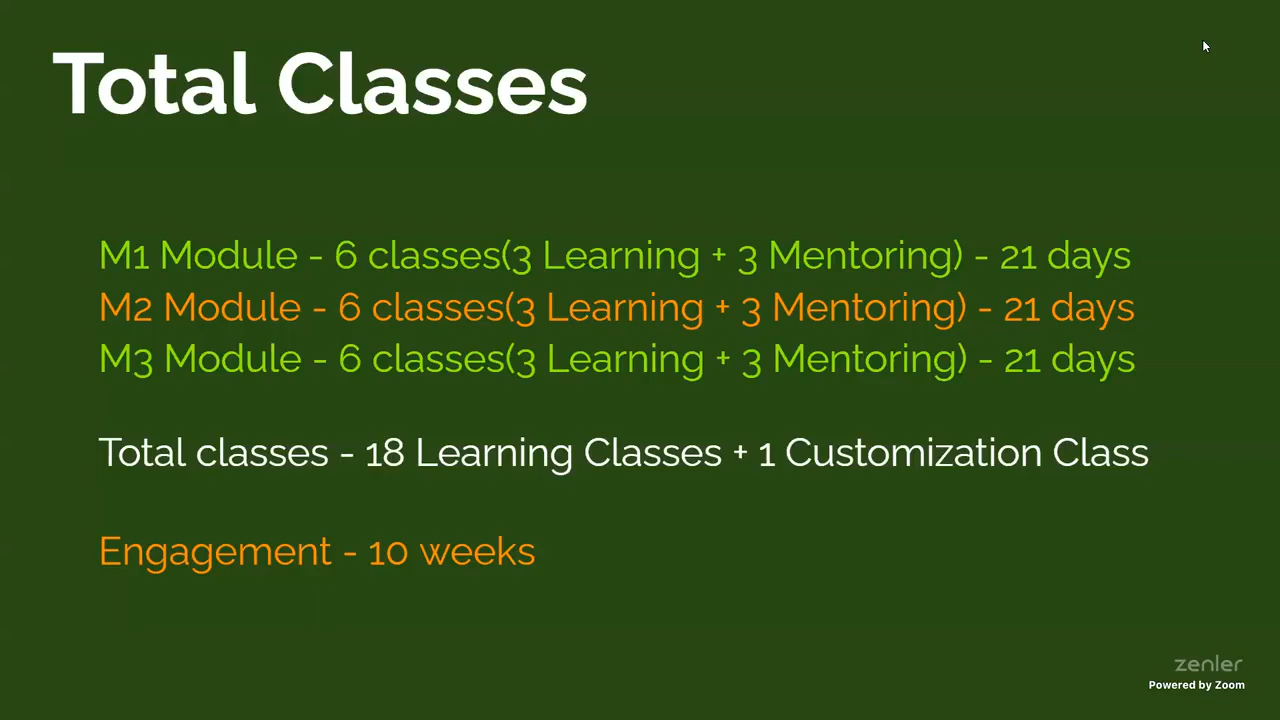 Total Classes
M1 Module - 6 classes(3 Learning + 3 Mentoring) - 21 days
M2 Module - 6 classes(3 Learning + 3 Mentoring) - 21 days
M3 Module - 6 classes(3 Learning + 3 Mentoring) - 21 days
Total classes - 18 Learning Classes + 1 Customization Class
Engagement - 10 weeks
zenler
Powered by Zoom